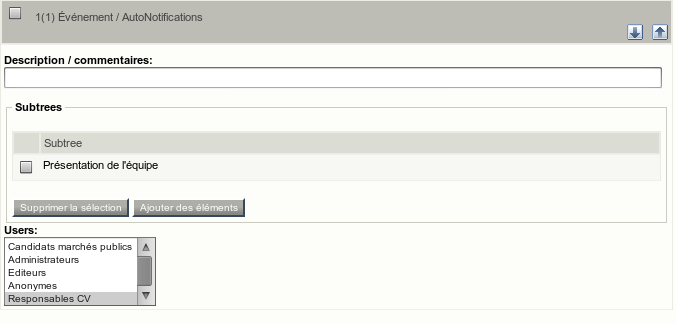 1(1) Événement / AutoNotifications
Description / commentaires:
Subtrees
Subtree
Présentation de l'équipe
Supprimer la sélection Ajouter des éléments
Users:
Candidats marchés publics
Administrateurs
Editeurs
Anonymes
Responsables CV